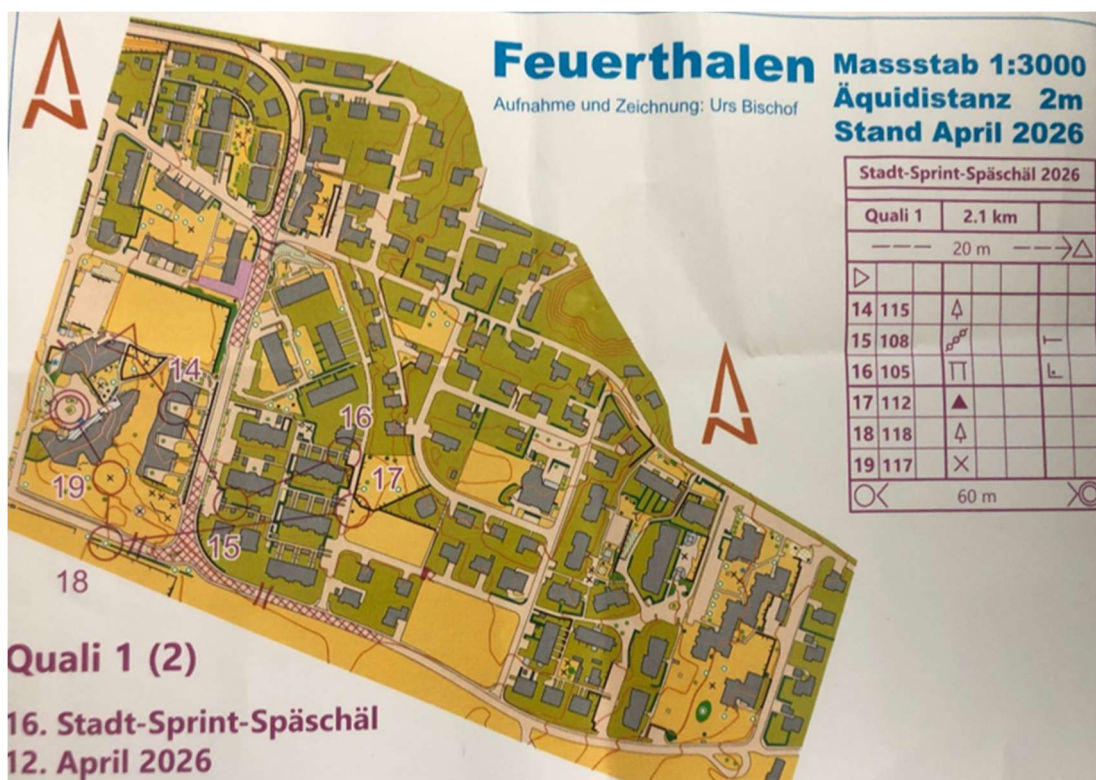 Feuerthalen
Aufnahme und Zeichnung: Urs Bischof
Massstab 1:3000
Äquidistanz 2m
Stand April 2026
Stadt-Sprint-Späschäl 2026
Quali 1 2.1 km
20 m
14 115
15 108
16 105
17 112
18 118
19 117
60 m
14
16
17
19
15
18
Quali 1 (2)
16. Stadt-Sprint-Späschäl
12. April 2026